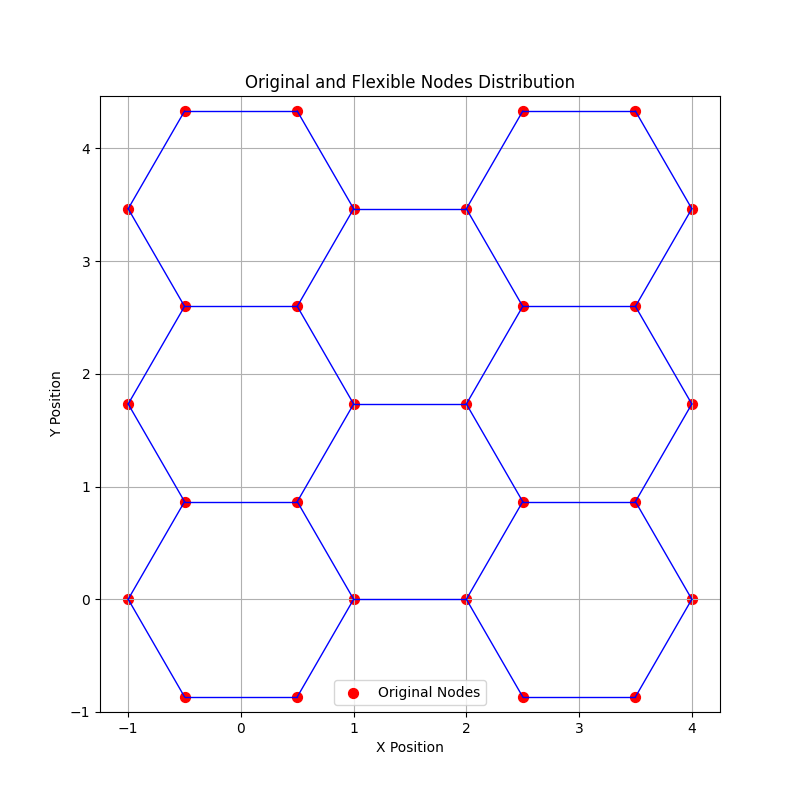 Original and Flexible Nodes Distribution
4
3
2
1
0
−1
Y Position
Original Nodes
−1 0 1 2 3 4
X Position